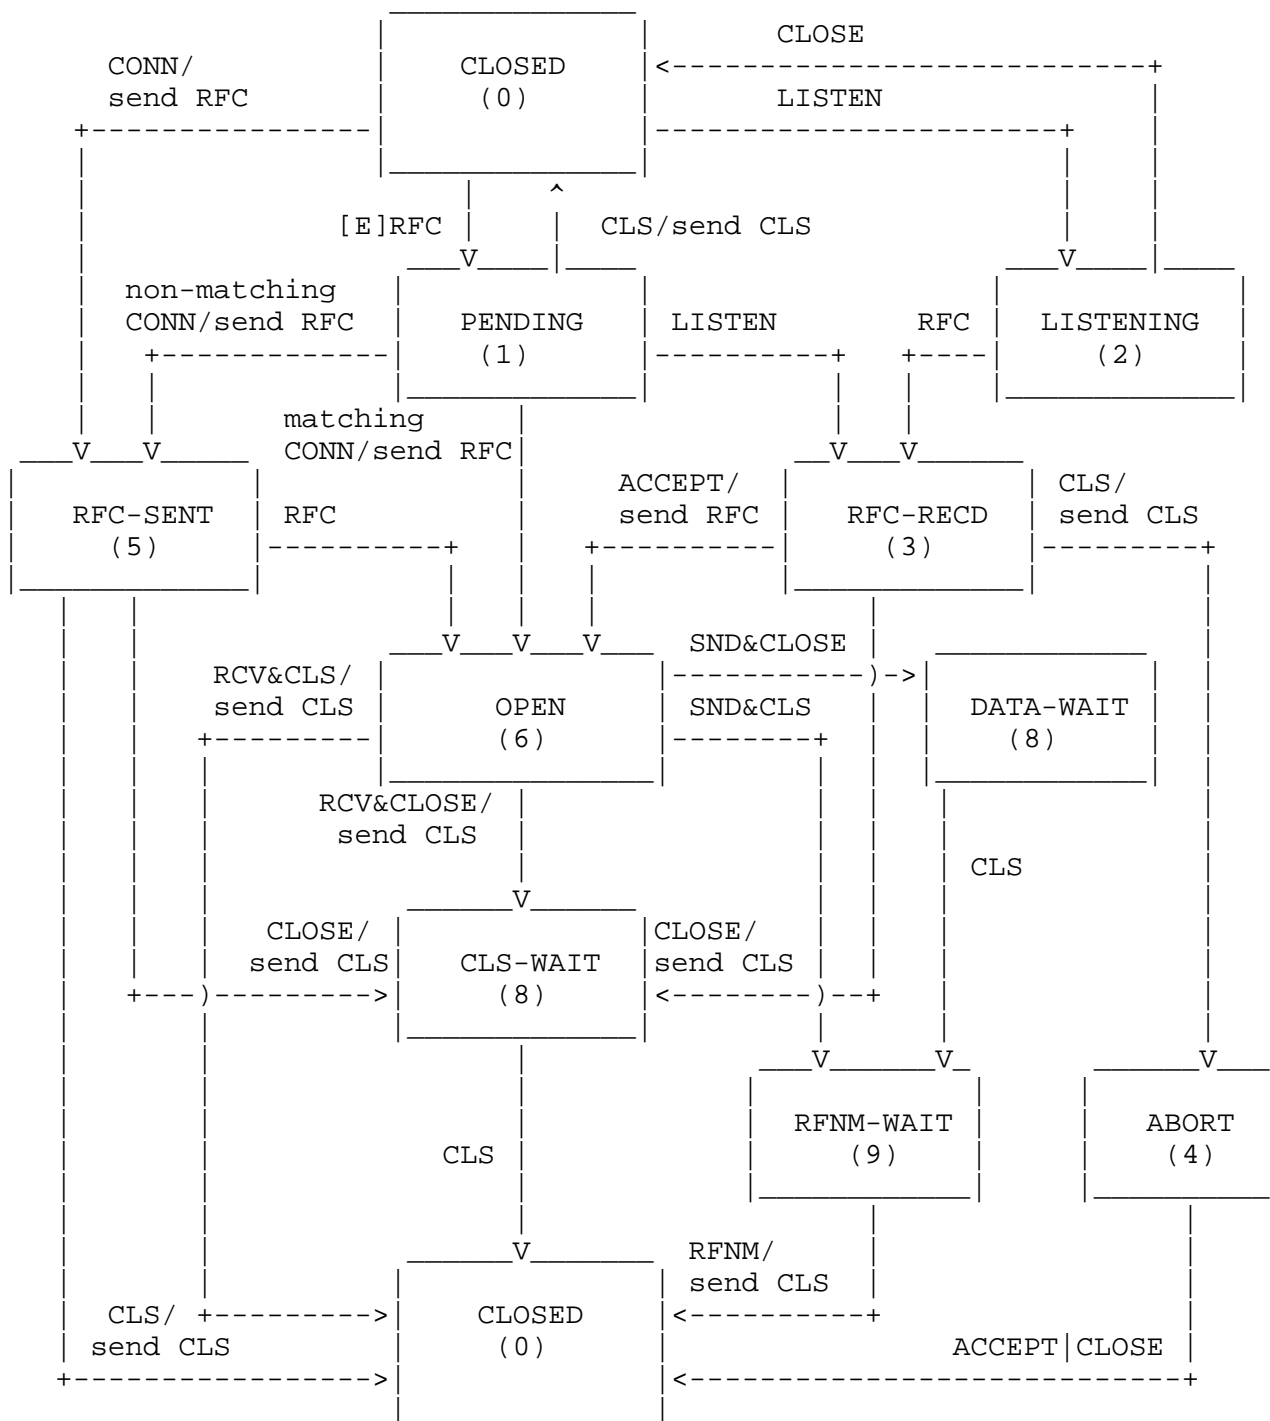 CLOSE
CONN/ CLOSED
send RFC (0) LISTEN
[E]RFC CLS/send CLS
non-matching
CONN/send RFC PENDING LISTEN RFC LISTENING
(1) (2)
matching
CONN/send RFC
ACCEPT/ CLS/
RFC-SENT RFC send RFC RFC-RECD send CLS
(5) (3)
SND&CLOSE
RCV&CLS/
send CLS OPEN SND&CLS DATA-WAIT
(6) (8)
RCV&CLOSE/
send CLS
CLS
CLOSE/ CLOSE/
send CLS CLS-WAIT send CLS
(8)
RFNM-WAIT ABORT
CLS (9) (4)
RFNM/
send CLS
CLS/ CLOSED
send CLS (0) ACCEPT|CLOSE